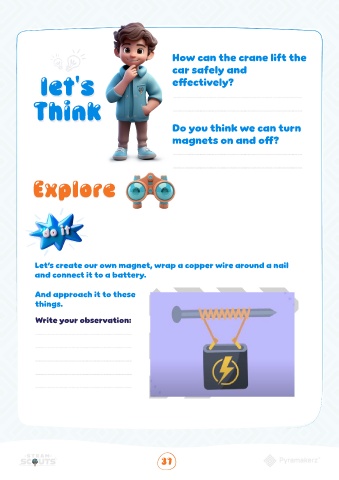 let's
Think
How can the crane lift the
car safely and
effectively?
Do you think we can turn
magnets on and off?
Explore
do it
Let's create our own magnet, wrap a copper wire around a nail
and connect it to a battery.
And approach it to these
things.
Write your observation:
STEAM
SCOUTS
37
Pyramakerz